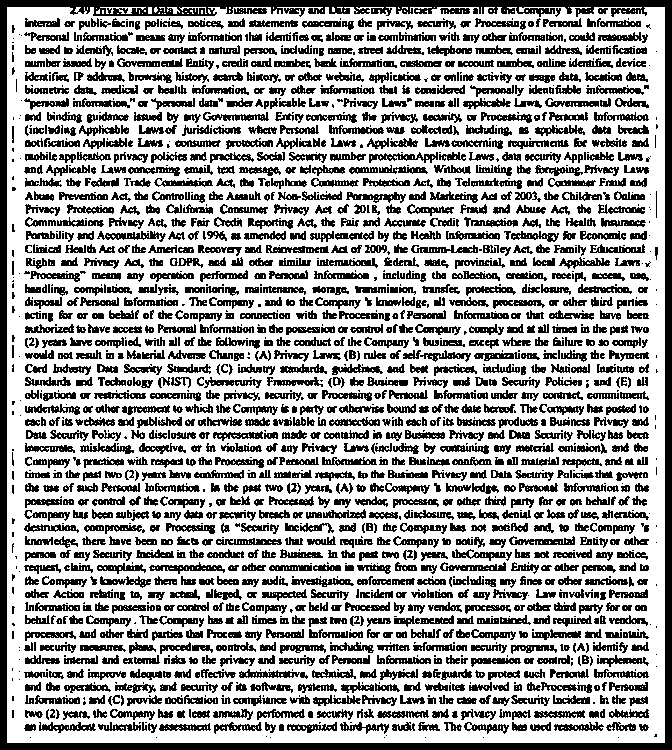 2.49 Privacy and Data Security. "Business Privacy and Data Security Policies" means all of theCompany 's past or present,
internal or public-facing policies, notices, and statements concerning the privacy, security, or Processing of Personal Information .
"Personal Information" means any information that identifies or, alone or in combination with any other information, could reasonably
be used to identify, locate, or contact a natural person, including name, street address, telephone number, email address, identification
number issued by a Governmental Entity , credit card number, bank information, customer or account number, online identifier, device
identifier, IP address, browsing history, search history, or other website, application , or online activity or usage data, location data,
biometric data, medical or health information, or any other information that is considered "personally identifiable information,"
"personal information," or "personal data" under Applicable Law . "Privacy Laws" means all applicable Laws, Governmental Orders,
and binding guidance issued by any Governmental Entity concerning the privacy, security, or Processing of Personal Information
(including Applicable Laws of jurisdictions where Personal Information was collected), including, as applicable, data breach
notification Applicable Laws , consumer protection Applicable Laws , Applicable Laws concerning requirements for website and
mobile application privacy policies and practices, Social Security number protection Applicable Laws , data security Applicable Laws ,
and Applicable Laws concerning email, text message, or telephone communications. Without limiting the foregoing, Privacy Laws
include: the Federal Trade Commission Act, the Telephone Consumer Protection Act, the Telemarketing and Consumer Fraud and
Abuse Prevention Act, the Controlling the Assault of Non-Solicited Pornography and Marketing Act of 2003, the Children's Online
Privacy Protection Act, the California Consumer Privacy Act of 2018, the Computer Fraud and Abuse Act, the Electronic
Communications Privacy Act, the Fair Credit Reporting Act, the Fair and Accurate Credit Transaction Act, the Health Insurance
Portability and Accountability Act of 1996, as amended and supplemented by the Health Information Technology for Economic and
Clinical Health Act of the American Recovery and Reinvestment Act of 2009, the Gramm-Leach-Bliley Act, the Family Educational
Rights and Privacy Act, the GDPR, and all other similar international, federal, state, provincial, and local Applicable Laws .
"Processing" means any operation performed on Personal Information , including the collection, creation, receipt, access, use,
handling, compilation, analysis, monitoring, maintenance, storage, transmission, transfer, protection, disclosure, destruction, or
disposal of Personal Information . The Company , and to the Company 's knowledge, all vendors, processors, or other third parties
acting for or on behalf of the Company in connection with the Processing of Personal Information or that otherwise have been
authorized to have access to Personal Information in the possession or control of the Company , comply and at all times in the past two
(2) years have complied, with all of the following in the conduct of the Company 's business, except where the failure to so comply
would not result in a Material Adverse Change : (A) Privacy Laws; (B) rules of self-regulatory organizations, including the Payment
Card Industry Data Security Standard; (C) industry standards, guidelines, and best practices, including the National Institute of
Standards and Technology (NIST) Cybersecurity Framework; (D) the Business Privacy and Data Security Policies ; and (E) all
obligations or restrictions concerning the privacy, security, or Processing of Personal Information under any contract, commitment,
undertaking or other agreement to which the Company is a party or otherwise bound as of the date hereof. The Company has posted to
each of its websites and published or otherwise made available in connection with each of its business products a Business Privacy and
Data Security Policy . No disclosure or representation made or contained in any Business Privacy and Data Security Policy has been
inaccurate, misleading, deceptive, or in violation of any Privacy Laws (including by containing any material omission), and the
Company 's practices with respect to the Processing of Personal Information in the Business conform in all material respects, and at all
times in the past two (2) years have conformed in all material respects, to the Business Privacy and Data Security Policies that govern
the use of such Personal Information . In the past two (2) years, (A) to the Company 's knowledge, no Personal Information in the
possession or control of the Company , or held or Processed by any vendor, processor, or other third party for or on behalf of the
Company has been subject to any data or security breach or unauthorized access, disclosure, use, loss, denial or loss of use, alteration,
destruction, compromise, or Processing (a "Security Incident"), and (B) the Company has not notified and, to the Company 's
knowledge, there have been no facts or circumstances that would require the Company to notify, any Governmental Entity or other
person of any Security Incident in the conduct of the Business. In the past two (2) years, theCompany has not received any notice,
request, claim, complaint, correspondence, or other communication in writing from any Governmental Entity or other person, and to
the Company 's knowledge there has not been any audit, investigation, enforcement action (including any fines or other sanctions), or
other Action relating to, any actual, alleged, or suspected Security Incident or violation of any Privacy Law involving Personal
Information in the possession or control of the Company , or held or Processed by any vendor, processor, or other third party for or on
behalf of the Company . The Company has at all times in the past two (2) years implemented and maintained, and required all vendors,
processors, and other third parties that Process any Personal Information for or on behalf of the Company to implement and maintain,
all security measures, plans, procedures, controls, and programs, including written information security programs, to (A) identify and
address internal and external risks to the privacy and security of Personal Information in their possession or control; (B) implement,
monitor, and improve adequate and effective administrative, technical, and physical safeguards to protect such Personal Information
and the operation, integrity, and security of its software, systems, applications, and websites involved in the Processing of Personal
Information ; and (C) provide notification in compliance with applicable Privacy Laws in the case of any Security Incident . In the past
two (2) years, the Company has at least annually performed a security risk assessment and a privacy impact assessment and obtained
an independent vulnerability assessment performed by a recognized third-party audit firm. The Company has used reasonable efforts to